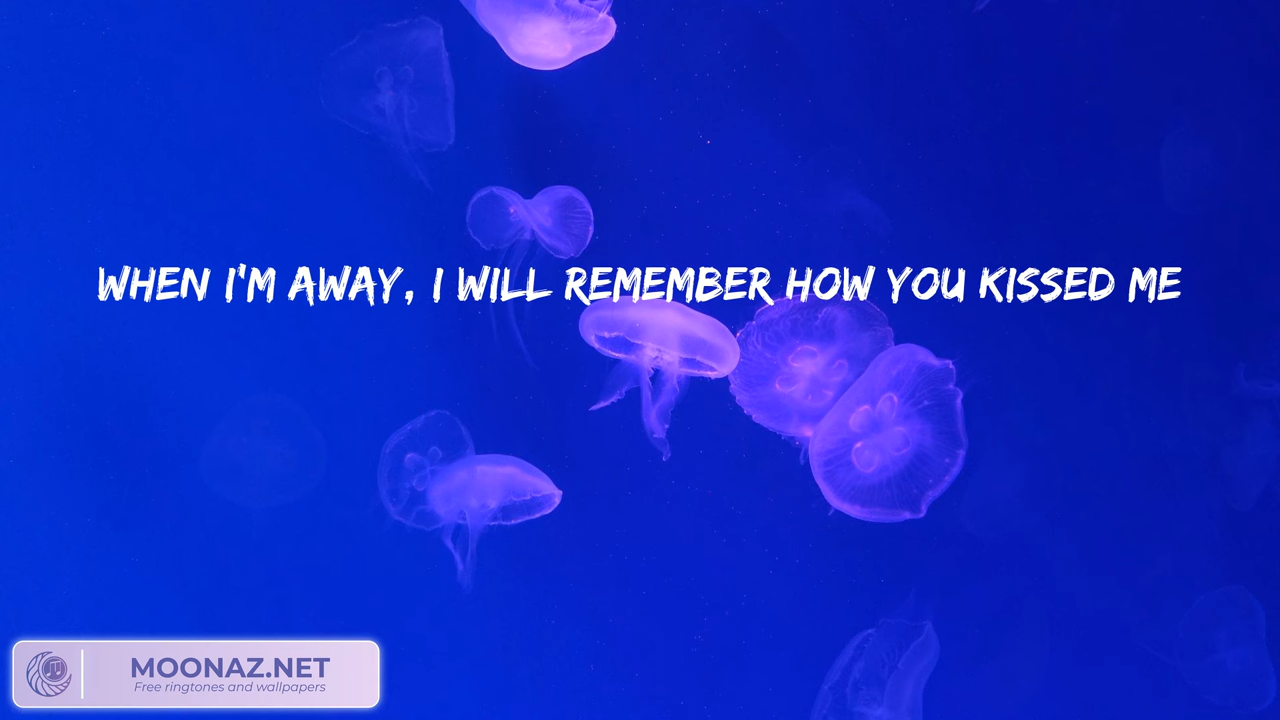 WHEN I'M AWAY, I WILL REMEMBER HOW YOU KISSED ME
MOONAZ.NET
Free ringtones and wallpapers